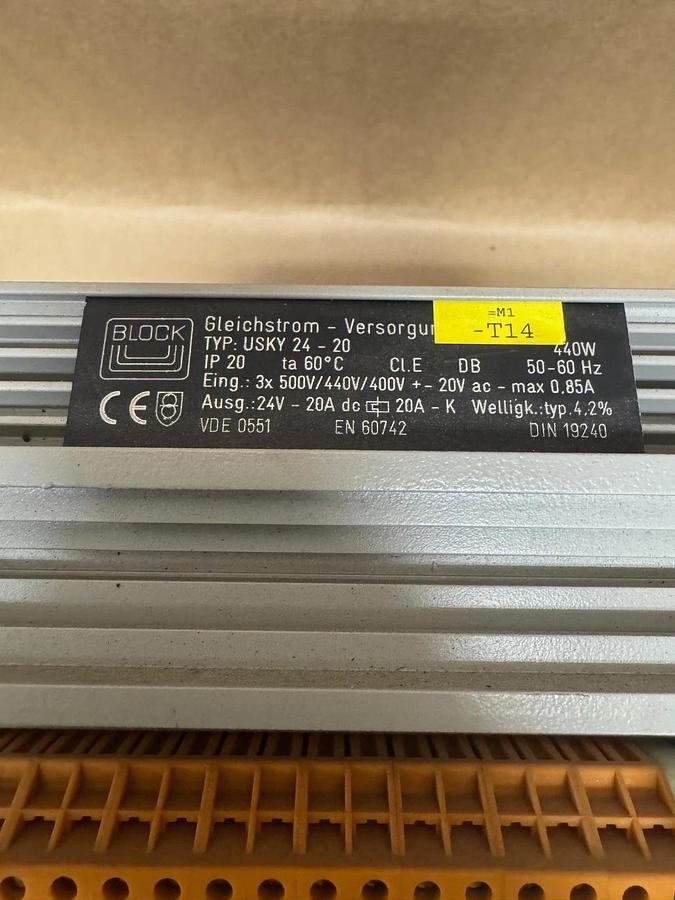 BLOCK
Gleichstrom - Versorgu
=M1
-T14
TYP: USKY 24 - 20 440W
IP 20 ta 60°C Cl.E DB 50-60 Hz
Eing.: 3x 500V/440V/400V +- 20V ac - max 0.85A
CE
Ausg.:24V - 20A dc 20A - K Welligk.:typ.4.2%
VDE 0551 EN 60742 DIN 19240